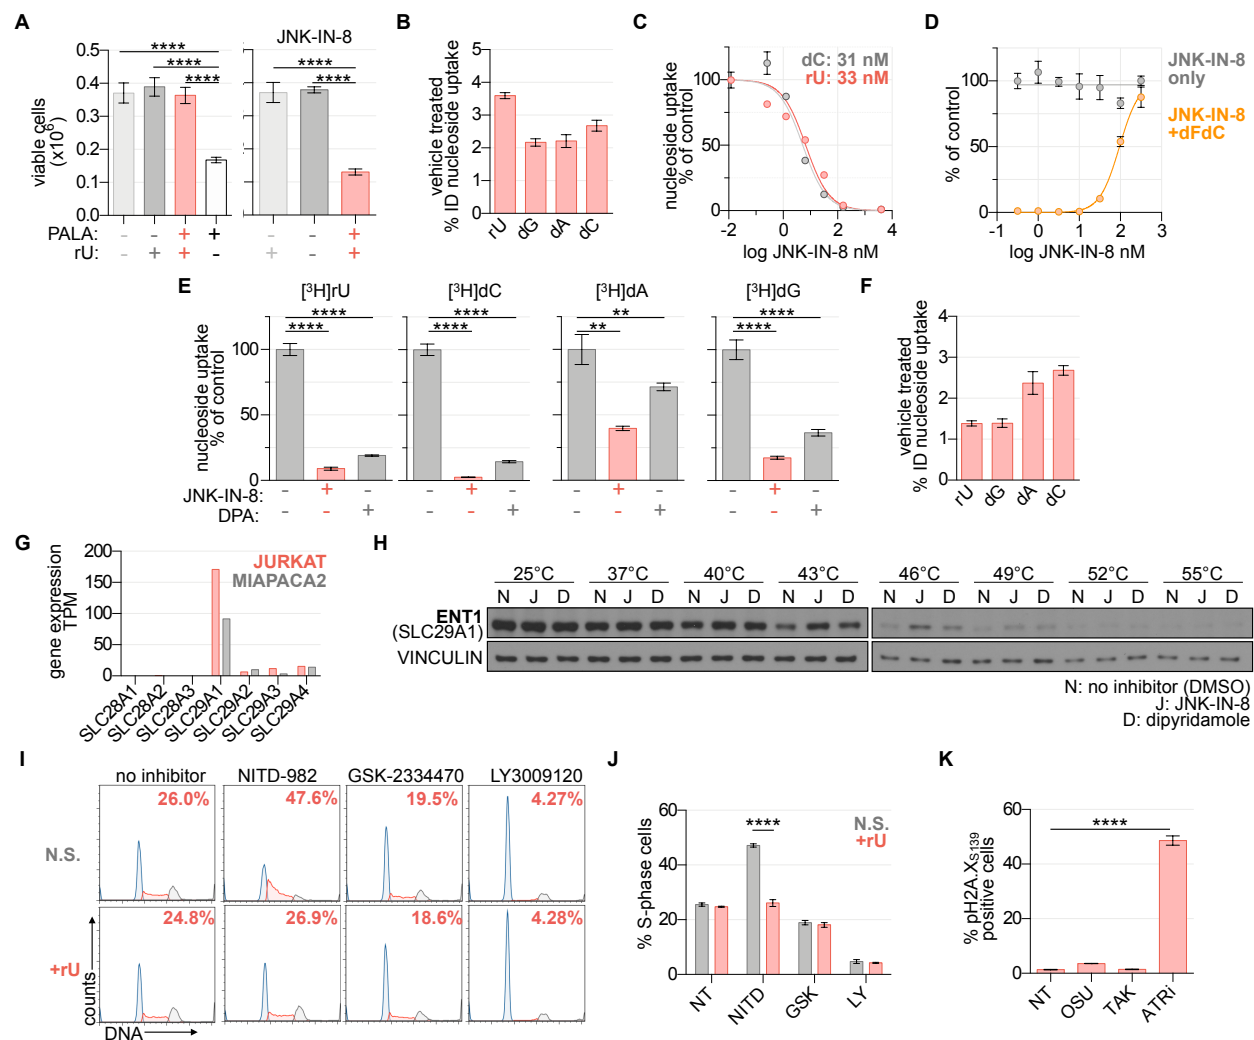 A
JNK-IN-8
viable cells
(x10⁶)
0.5
0.4
0.3
0.2
0.1
0.0
****
****
****
****
****
PALA: - - + + - - +
rU: - + + - + - +
B
vehicle treated
% ID nucleoside uptake
5
4
3
2
1
0
rU dG dA dC
C
nucleoside uptake
% of control
100
50
0
dC: 31 nM
rU: 33 nM
-2 0 2 4
log JNK-IN-8 nM
D
% of control
100
50
0
JNK-IN-8
only
JNK-IN-8
+dFdC
-1 0 1 2 3
log JNK-IN-8 nM
E
[³H]rU [³H]dC [³H]dA [³H]dG
nucleoside uptake
% of control
100
50
0
**** **** ** ****
**** **** ** ****
JNK-IN-8: - + - - + - - + - - + -
DPA: - - + - - + - - + - - +
F
vehicle treated
% ID nucleoside uptake
4
3
2
1
0
rU dG dA dC
G
gene expression
TPM
200
150
100
50
0
JURKAT
MIAPACA2
SLC28A1 SLC28A2 SLC28A3 SLC29A1 SLC29A2 SLC29A3 SLC29A4
H
25°C 37°C 40°C 43°C 46°C 49°C 52°C 55°C
N J D N J D N J D N J D N J D N J D N J D N J D
ENT1
(SLC29A1)
VINCULIN
N: no inhibitor (DMSO)
J: JNK-IN-8
D: dipyridamole
I
no inhibitor NITD-982 GSK-2334470 LY3009120
N.S.
26.0% 47.6% 19.5% 4.27%
+rU
24.8% 26.9% 18.6% 4.28%
counts
DNA
J
% S-phase cells
60
40
20
0
****
N.S.
+rU
NT NITD GSK LY
K
% pH2A.X_S139
positive cells
60
40
20
0
****
NT OSU TAK ATRi